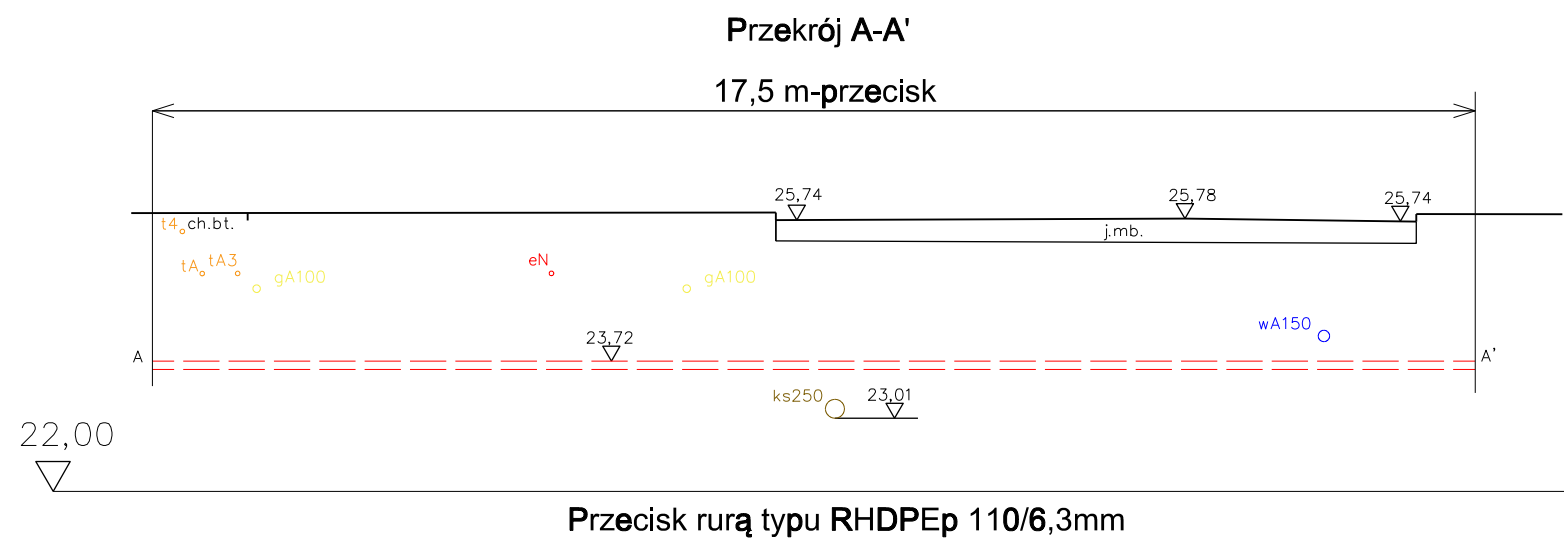 Przekrój A-A'
17,5 m-przecisk
25,74
25,78
25,74
t4
ch.bt.
j.mb.
tA
tA3
eN
gA100
gA100
wA150
23,72
A
A'
ks250
23,01
22,00
Przecisk rurą typu RHDPEp 110/6,3mm